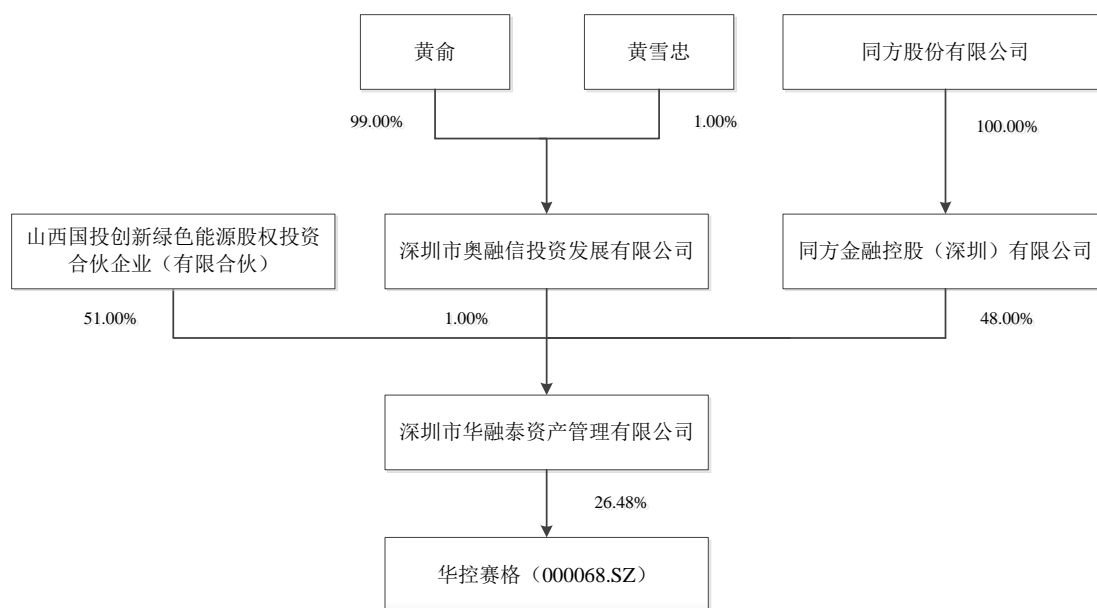 黄俞
黄雪忠
同方股份有限公司
99.00%
1.00%
100.00%
山西国投创新绿色能源股权投资
合伙企业（有限合伙）
深圳市奥融信投资发展有限公司
同方金融控股（深圳）有限公司
51.00%
1.00%
48.00%
深圳市华融泰资产管理有限公司
26.48%
华控赛格（000068.SZ）